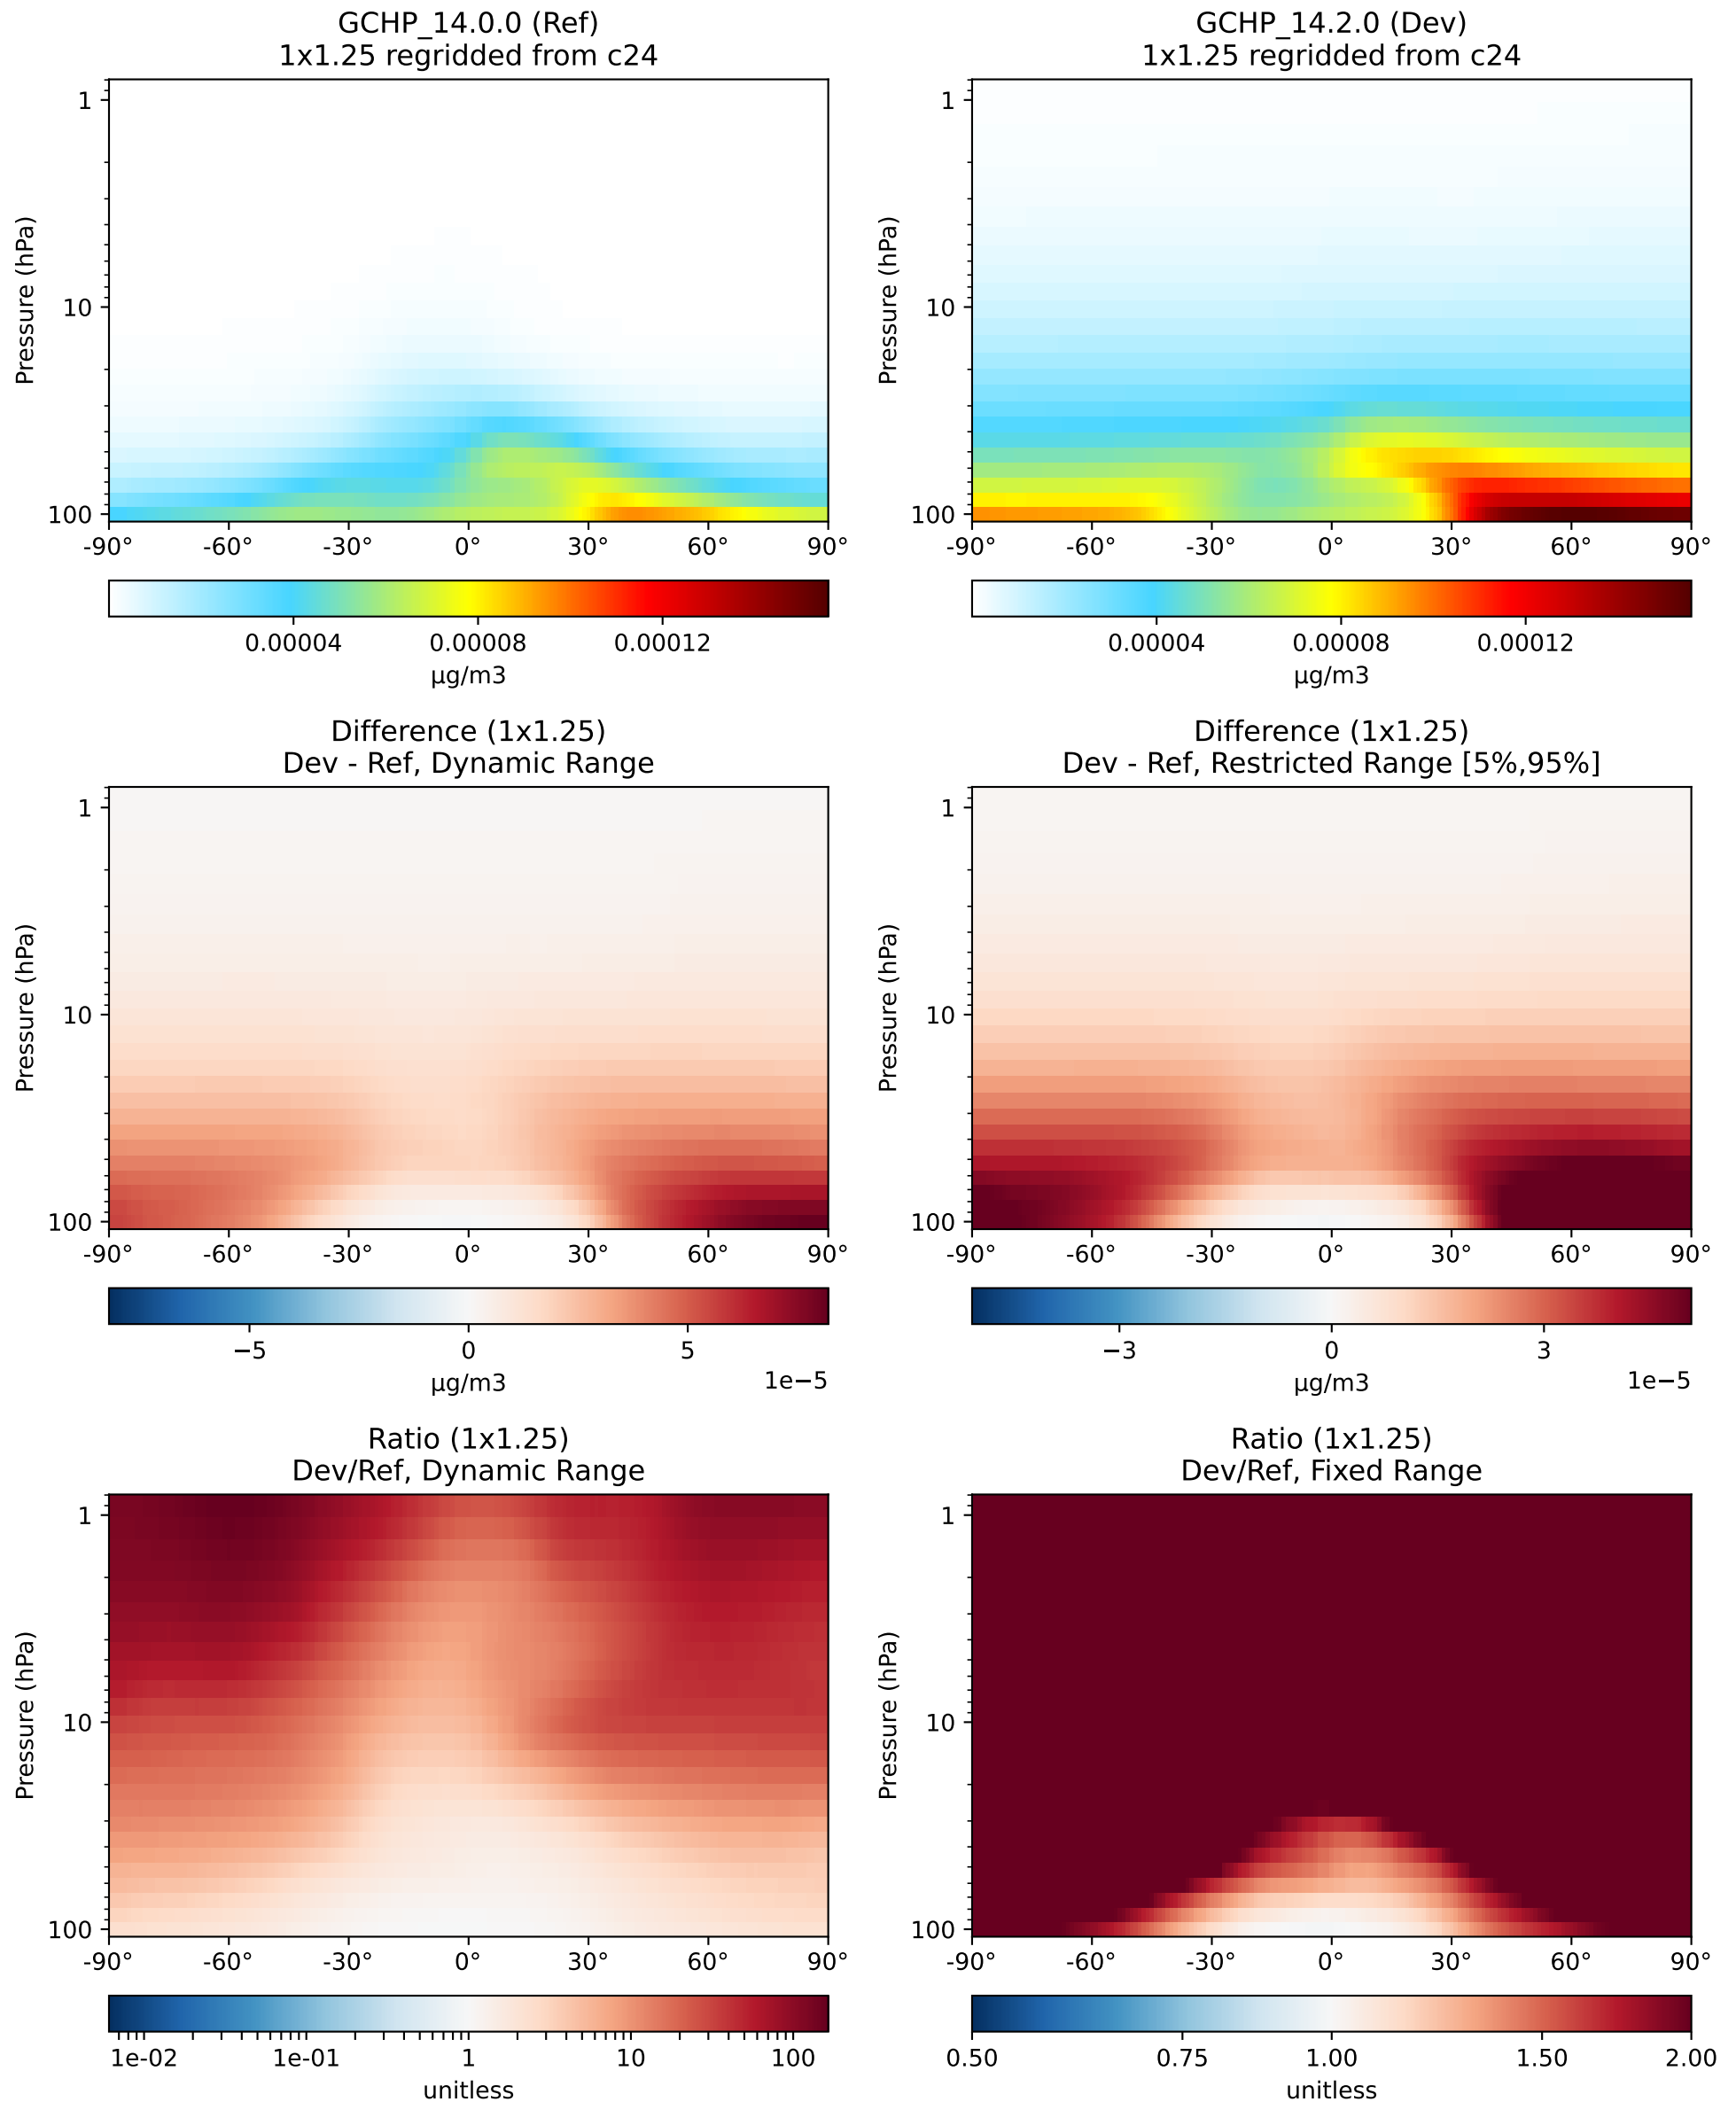 GCHP_14.0.0 (Ref)
1x1.25 regridded from c24
Pressure (hPa)
1
10
100
-90° -60° -30° 0° 30° 60° 90°
0.00004 0.00008 0.00012
µg/m3
GCHP_14.2.0 (Dev)
1x1.25 regridded from c24
Pressure (hPa)
1
10
100
-90° -60° -30° 0° 30° 60° 90°
0.00004 0.00008 0.00012
µg/m3
Difference (1x1.25)
Dev - Ref, Dynamic Range
Pressure (hPa)
1
10
100
-90° -60° -30° 0° 30° 60° 90°
−5 0 5
µg/m3 1e−5
Difference (1x1.25)
Dev - Ref, Restricted Range [5%,95%]
Pressure (hPa)
1
10
100
-90° -60° -30° 0° 30° 60° 90°
−3 0 3
µg/m3 1e−5
Ratio (1x1.25)
Dev/Ref, Dynamic Range
Pressure (hPa)
1
10
100
-90° -60° -30° 0° 30° 60° 90°
1e-02 1e-01 1 10 100
unitless
Ratio (1x1.25)
Dev/Ref, Fixed Range
Pressure (hPa)
1
10
100
-90° -60° -30° 0° 30° 60° 90°
0.50 0.75 1.00 1.50 2.00
unitless